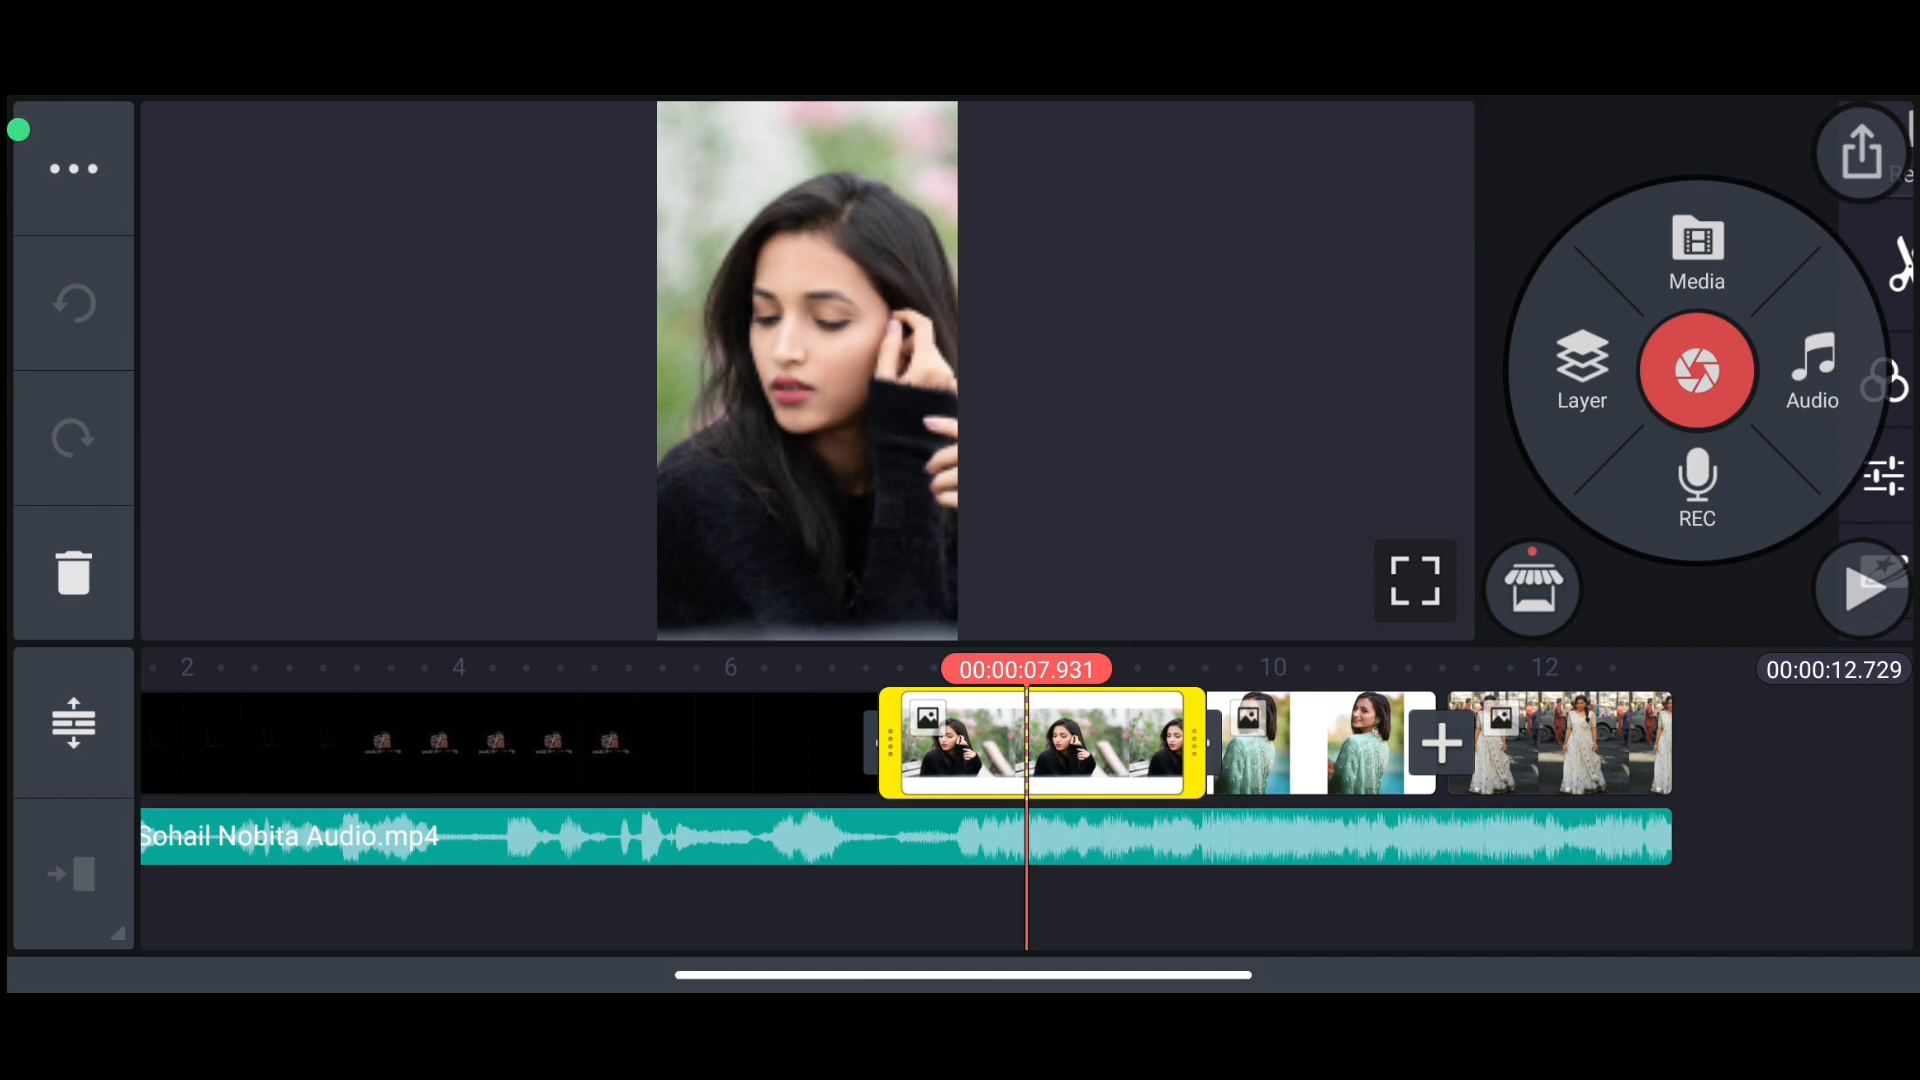 Re
Media
Layer
Audio
REC
2
4
6
00:00:07.931
10
12
00:00:12.729
Sohail Nobita Audio.mp4